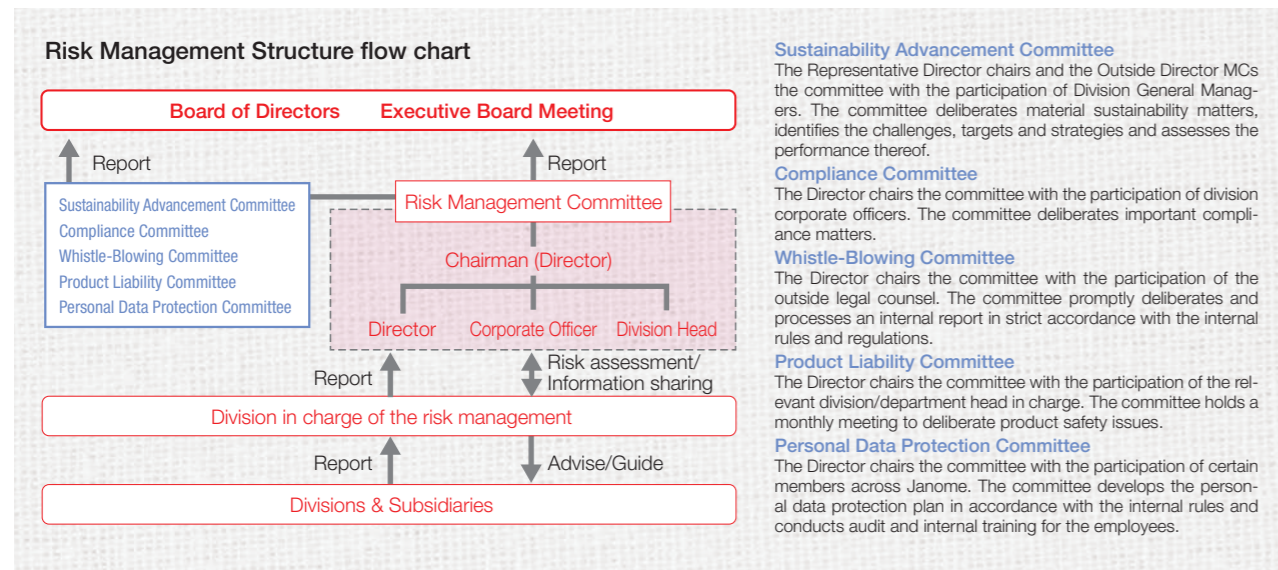 Risk Management Structure flow chart
Board of Directors Executive Board Meeting
Report
Report
Sustainability Advancement Committee
Compliance Committee
Whistle-Blowing Committee
Product Liability Committee
Personal Data Protection Committee
Risk Management Committee
Chairman (Director)
Director
Corporate Officer
Division Head
Report
Risk assessment/
Information sharing
Division in charge of the risk management
Report
Advise/Guide
Divisions & Subsidiaries
Sustainability Advancement Committee
The Representative Director chairs and the Outside Director MCs
the committee with the participation of Division General Manag-
ers. The committee deliberates material sustainability matters,
identifies the challenges, targets and strategies and assesses the
performance thereof.
Compliance Committee
The Director chairs the committee with the participation of division
corporate officers. The committee deliberates important compli-
ance matters.
Whistle-Blowing Committee
The Director chairs the committee with the participation of the
outside legal counsel. The committee promptly deliberates and
processes an internal report in strict accordance with the internal
rules and regulations.
Product Liability Committee
The Director chairs the committee with the participation of the rel-
evant division/department head in charge. The committee holds a
monthly meeting to deliberate product safety issues.
Personal Data Protection Committee
The Director chairs the committee with the participation of certain
members across Janome. The committee develops the person-
al data protection plan in accordance with the internal rules and
conducts audit and internal training for the employees.